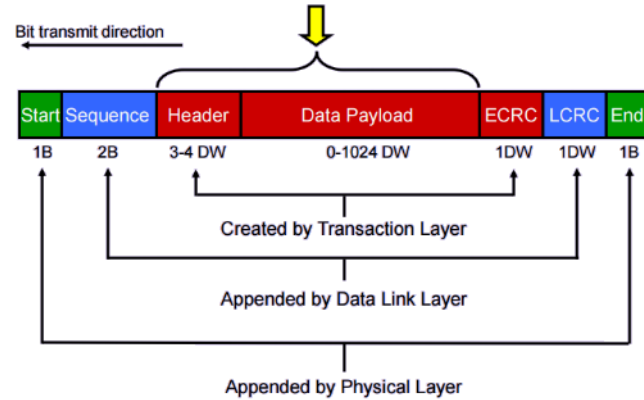 Bit transmit direction
Start Sequence Header Data Payload ECRC LCRC End
1B 2B 3-4 DW 0-1024 DW 1DW 1DW 1B
Created by Transaction Layer
Appended by Data Link Layer
Appended by Physical Layer